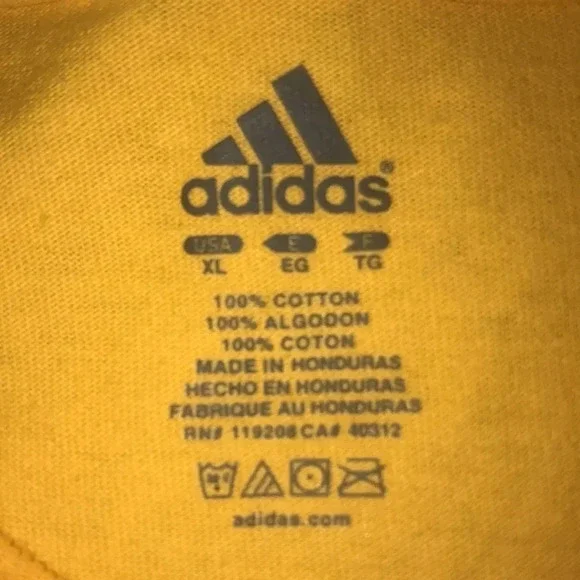 adidas®
USA E F
XL EG TG
100% COTTON
100% ALGODON
100% COTON
MADE IN HONDURAS
HECHO EN HONDURAS
FABRIQUE AU HONDURAS
RN# 119208 CA# 40312
adidas.com